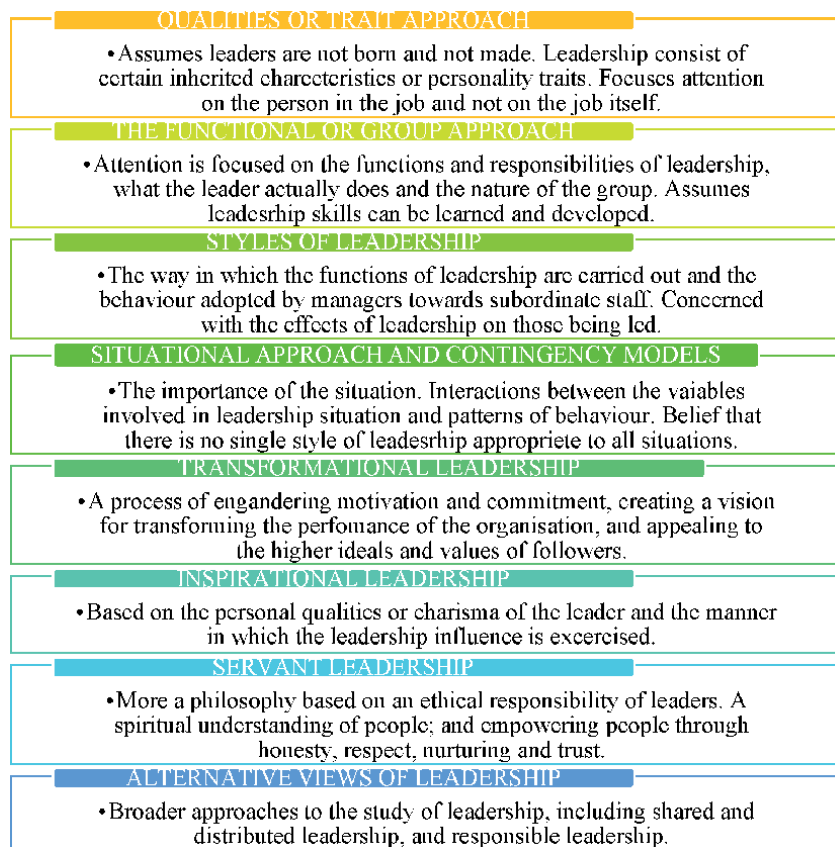 QUALITIES OR TRAIT APPROACH
•Assumes leaders are not born and not made. Leadership consist of
certain inherited chareeteristics or personality traits. Focuses attention
on the person in the job and not on the job itself.
THE FUNCTIONAL OR GROUP APPROACH
•Attention is focused on the functions and responsibilities of leadership,
what the leader actually does and the nature of the group. Assumes
leadesrhip skills can be learned and developed.
STYLES OF LEADERSHIP
•The way in which the functions of leadership are carried out and the
behaviour adopted by managers towards subordinate staff. Concerned
with the effects of leadership on those being led.
SITUATIONAL APPROACH AND CONTINGENCY MODELS
•The importance of the situation. Interactions between the vaiables
involved in leadership situation and patterns of behaviour. Belief that
there is no single style of leadesrhip appropriete to all situations.
TRANSFORMATIONAL LEADERSHIP
•A process of engandering motivation and commitment, creating a vision
for transforming the perfomance of the organisation, and appealing to
the higher ideals and values of followers.
INSPIRATIONAL LEADERSHIP
•Based on the personal qualities or charisma of the leader and the manner
in which the leadership influence is excercised.
SERVANT LEADERSHIP
•More a philosophy based on an ethical responsibility of leaders. A
spiritual understanding of people; and empowering people through
honesty, respect, nurturing and trust.
ALTERNATIVE VIEWS OF LEADERSHIP
•Broader approaches to the study of leadership, including shared and
distributed leadership, and responsible leadership.